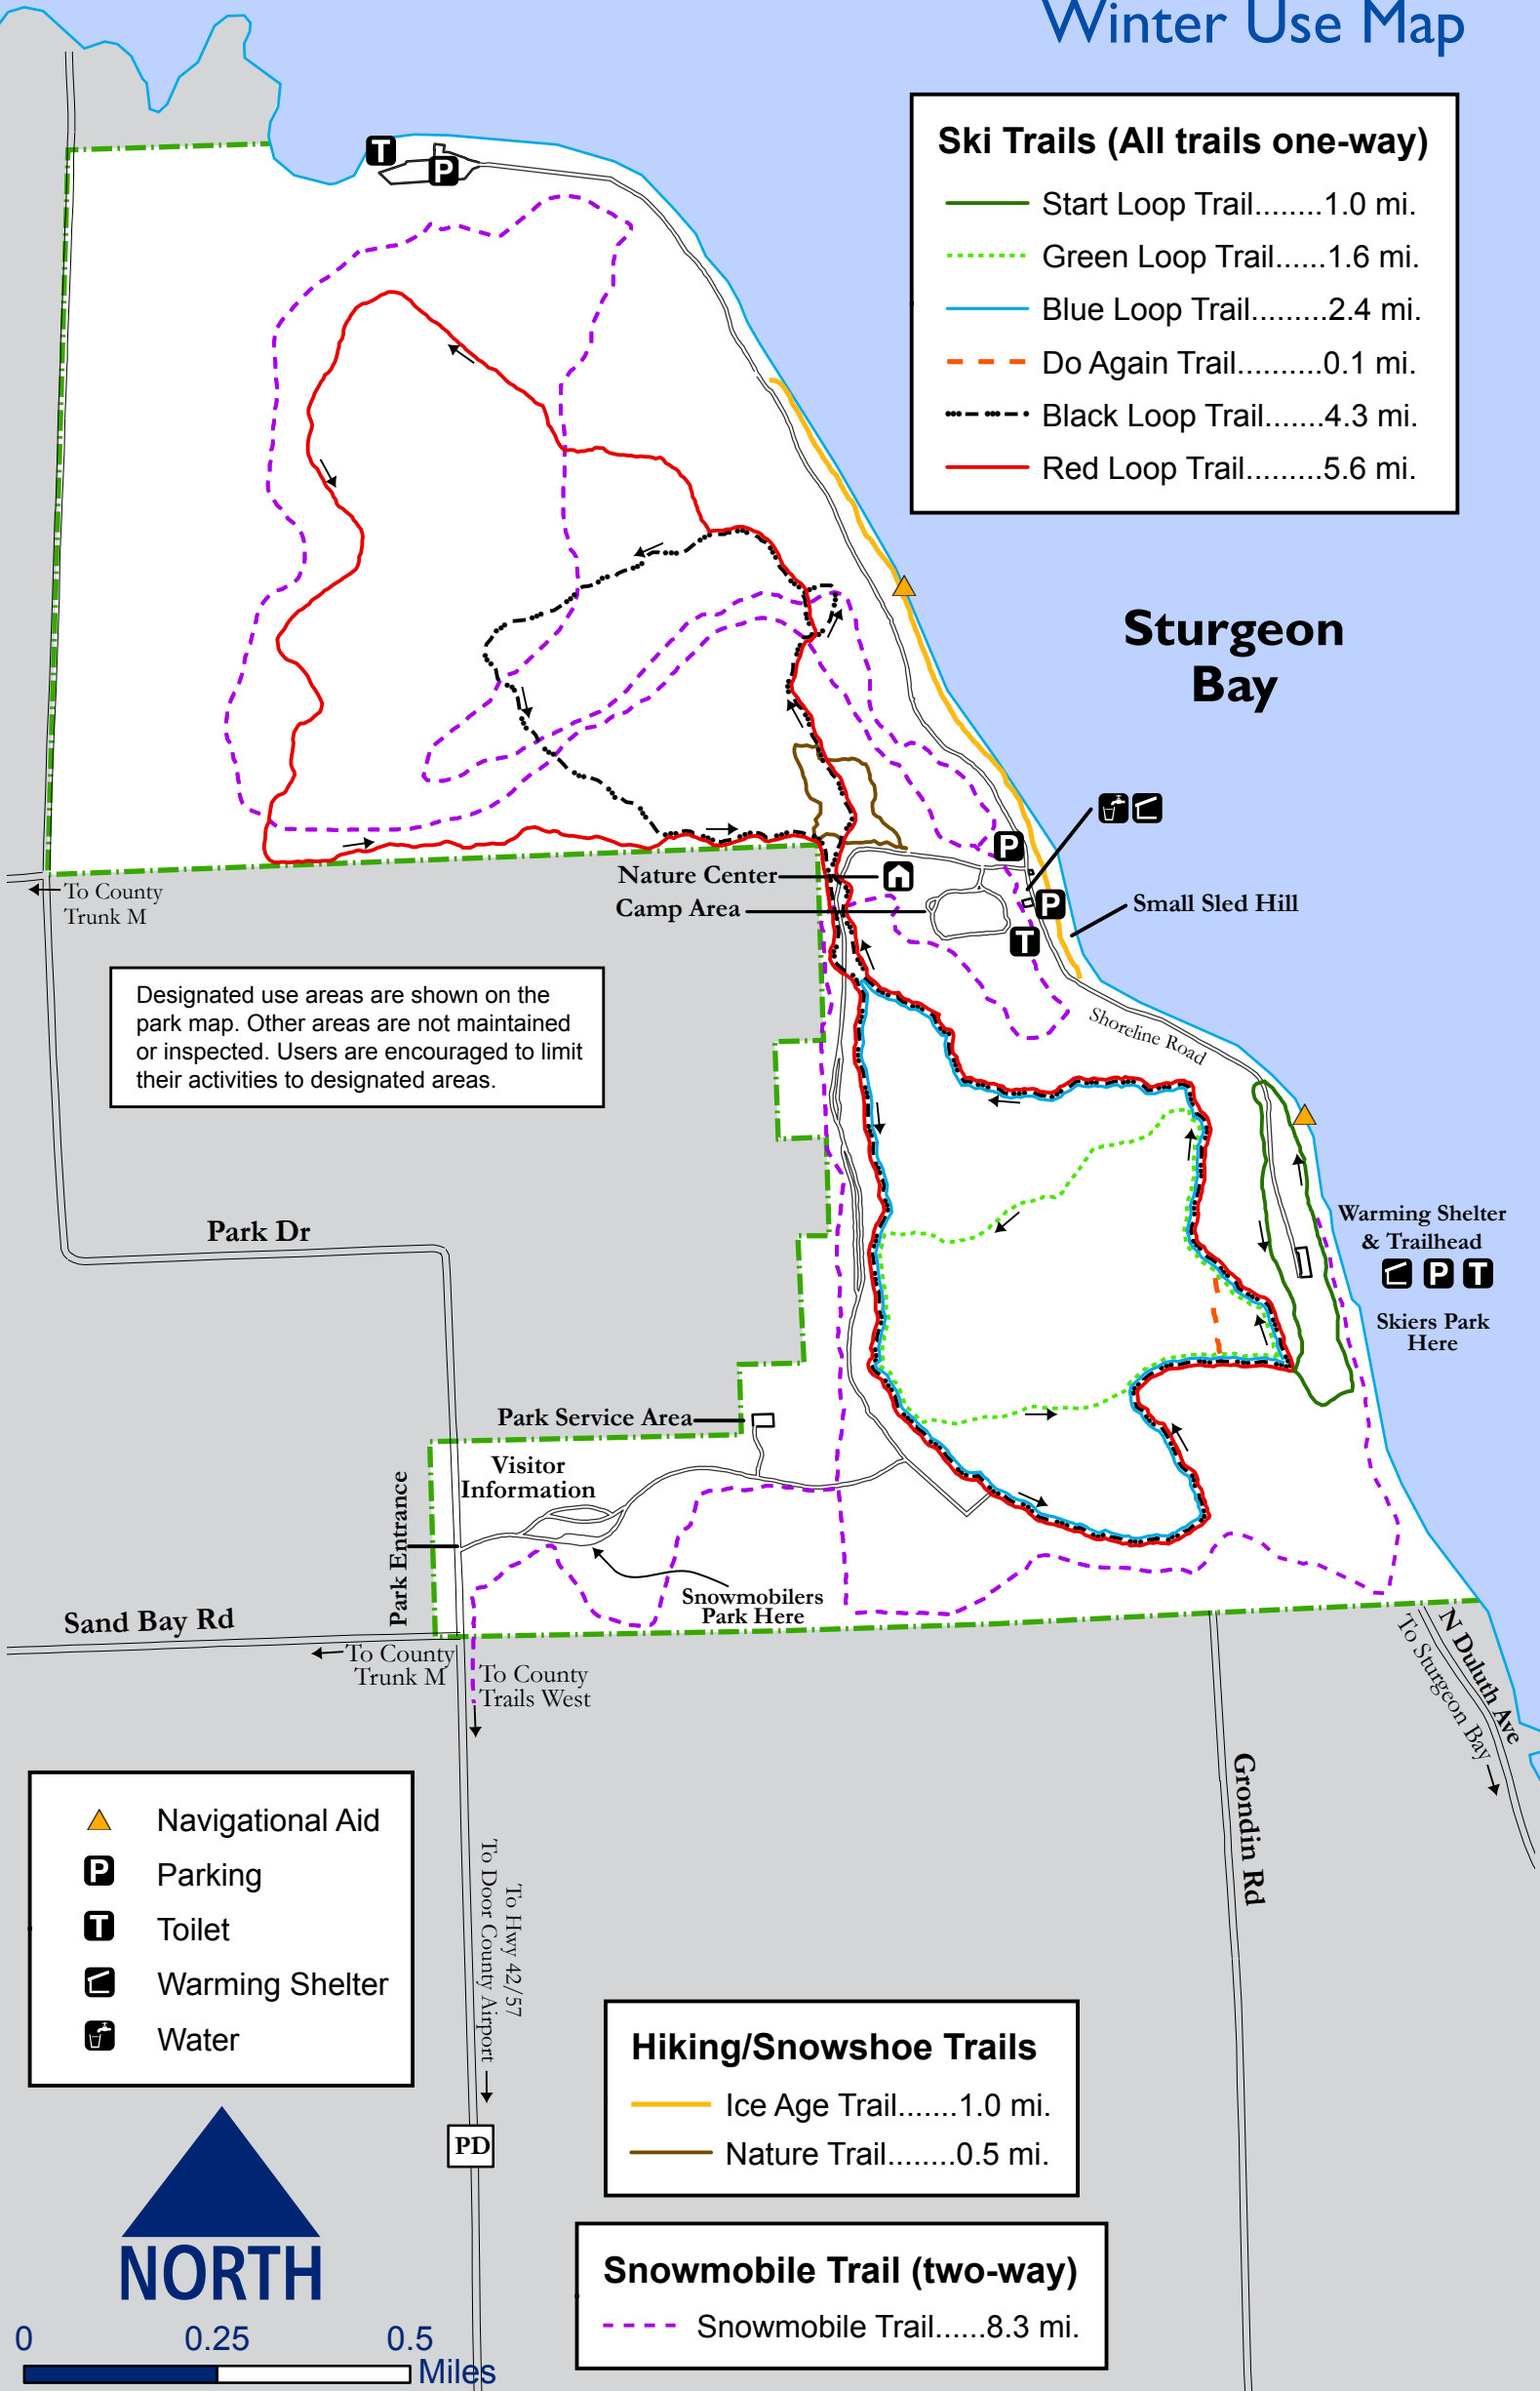 Winter Use Map
Ski Trails (All trails one-way)
Start Loop Trail........1.0 mi.
Green Loop Trail......1.6 mi.
Blue Loop Trail.........2.4 mi.
Do Again Trail..........0.1 mi.
Black Loop Trail.......4.3 mi.
Red Loop Trail.........5.6 mi.
T
P
Sturgeon
Bay
P
Nature Center
Camp Area
P
T
Small Sled Hill
To County
Trunk M
Designated use areas are shown on the
park map. Other areas are not maintained
or inspected. Users are encouraged to limit
their activities to designated areas.
Shoreline Road
Park Dr
Warming Shelter
& Trailhead
P T
Skiers Park
Here
Park Service Area
Visitor
Information
Park Entrance
Snowmobilers
Park Here
Sand Bay Rd
To County
Trunk M
To County
Trails West
N Duluth Ave
To Sturgeon Bay
Grondin Rd
Navigational Aid
P Parking
T Toilet
Warming Shelter
Water
To Hwy 42/57
To Door County Airport
PD
Hiking/Snowshoe Trails
Ice Age Trail.......1.0 mi.
Nature Trail........0.5 mi.
Snowmobile Trail (two-way)
Snowmobile Trail......8.3 mi.
NORTH
0 0.25 0.5
Miles